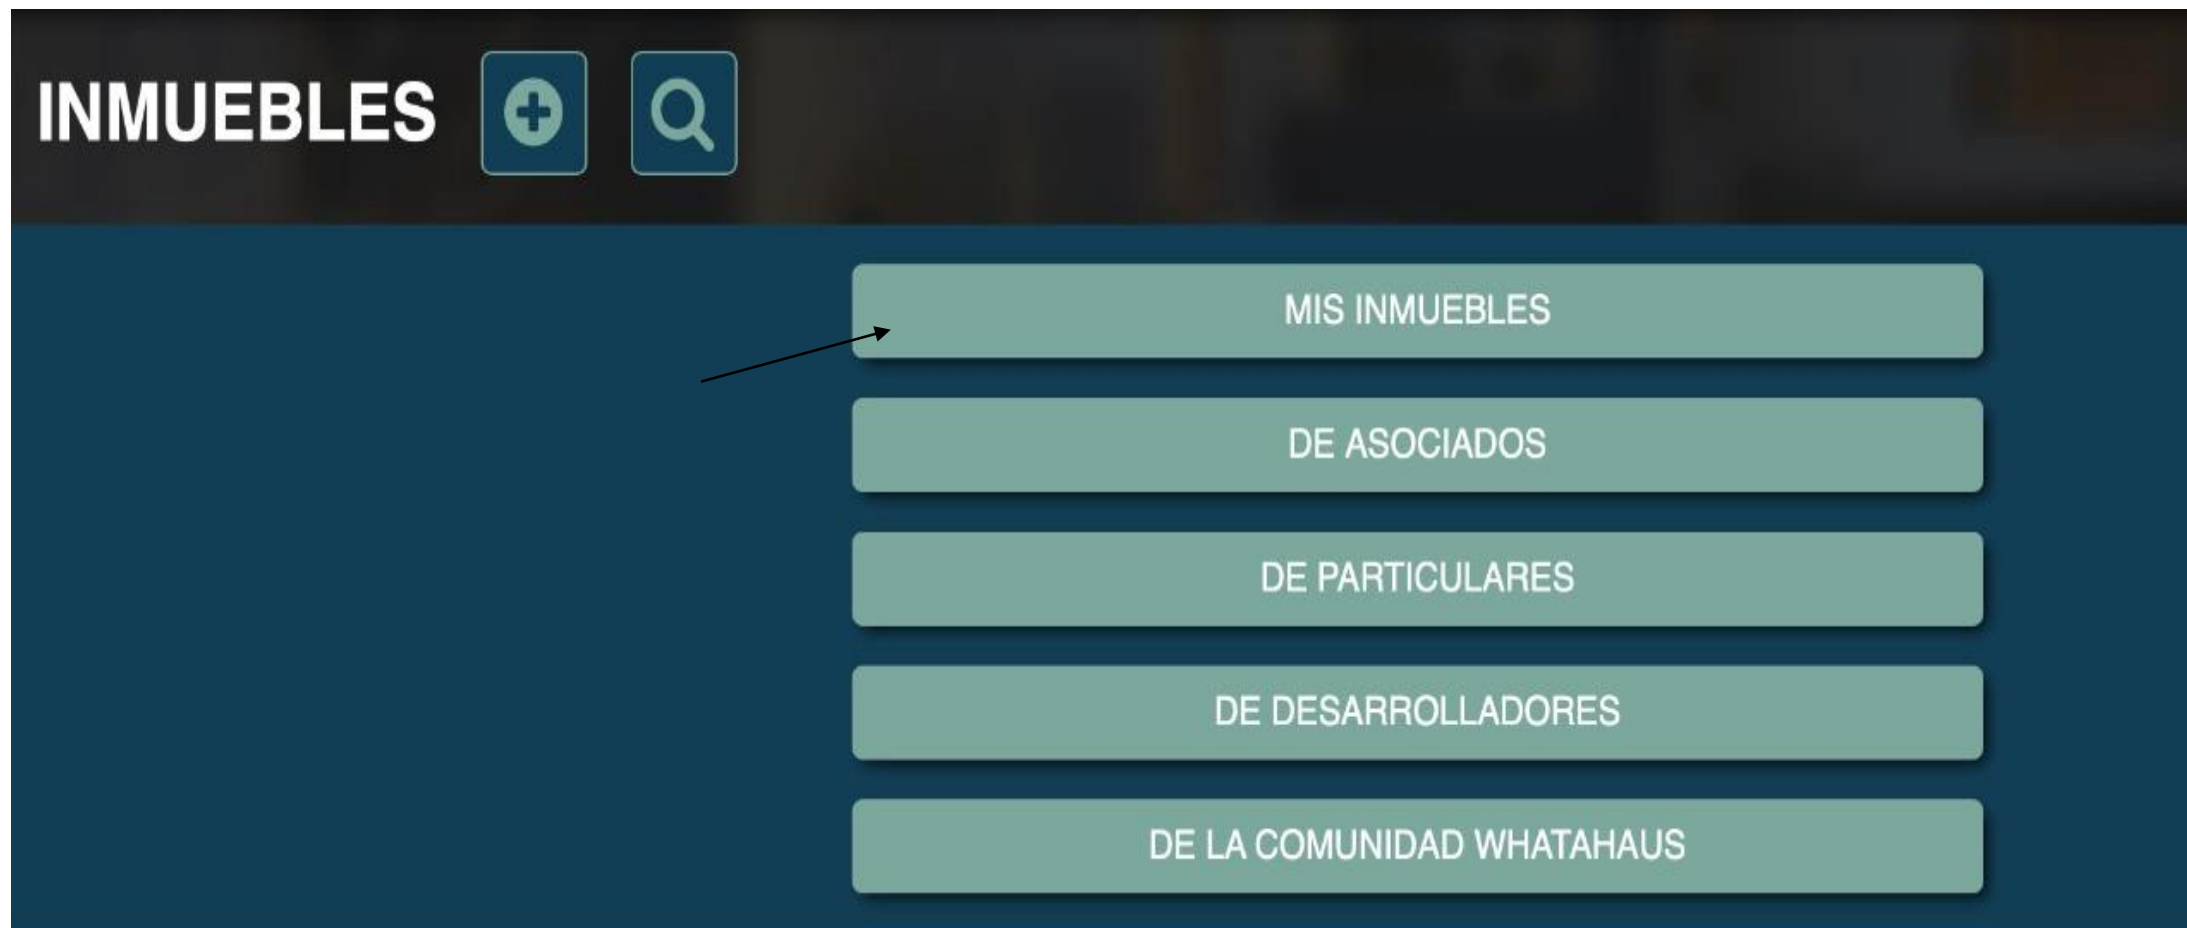 INMUEBLES
MIS INMUEBLES
DE ASOCIADOS
DE PARTICULARES
DE DESARROLLADORES
DE LA COMUNIDAD WHATAHAUS